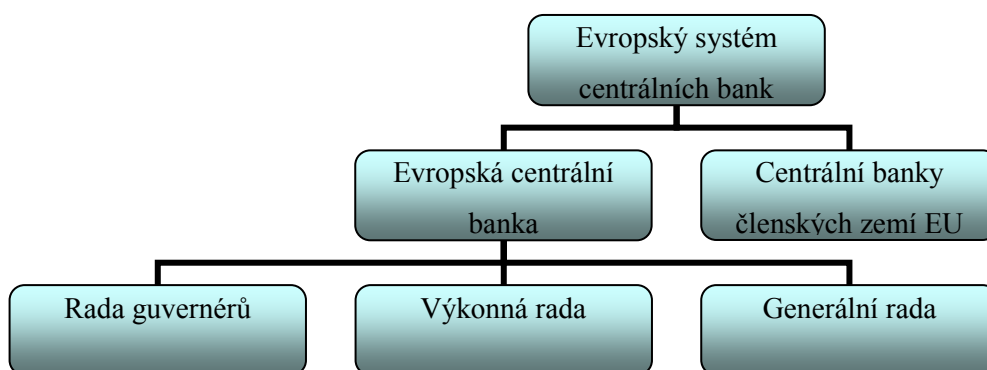 Evropský systém
centrálních bank
Evropská centrální
banka
Centrální banky
členských zemí EU
Rada guvernérů
Výkonná rada
Generální rada